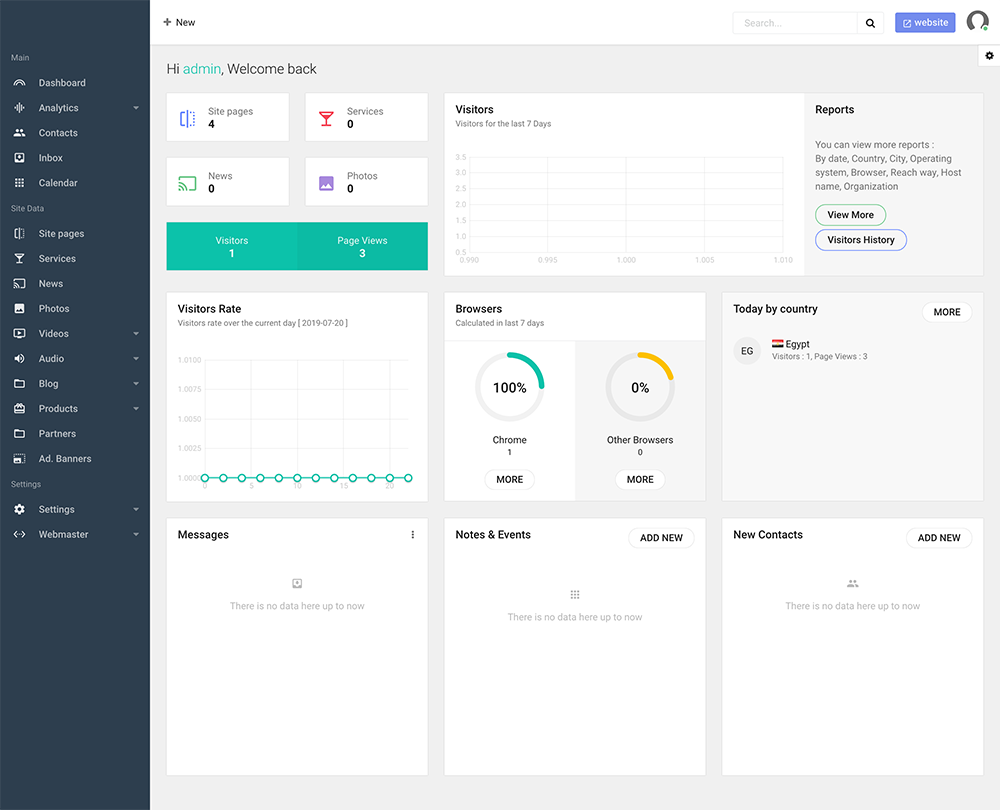 New
Search...
website
Main
Dashboard
Analytics
Contacts
Inbox
Calendar
Site Data
Site pages
Services
News
Photos
Videos
Audio
Blog
Products
Partners
Ad. Banners
Settings
Settings
Webmaster
Hi admin, Welcome back
Site pages
4
Services
0
News
0
Photos
0
Visitors
1
Page Views
3
Visitors
Visitors for the last 7 Days
3.5
3.0
2.5
2.0
1.5
1.0
0.5
0.990 0.995 1.000 1.005 1.010
Reports
You can view more reports :
By date, Country, City, Operating
system, Browser, Reach way, Host
name, Organization
View More
Visitors History
Visitors Rate
Visitors rate over the current day [ 2019-07-20 ]
1.0100
1.0075
1.0050
1.0025
1.0000
0 5 10 15 20
Browsers
Calculated in last 7 days
100%
Chrome
1
MORE
0%
Other Browsers
0
MORE
Today by country
MORE
EG
Egypt
Visitors : 1, Page Views : 3
Messages
There is no data here up to now
Notes & Events
ADD NEW
There is no data here up to now
New Contacts
ADD NEW
There is no data here up to now